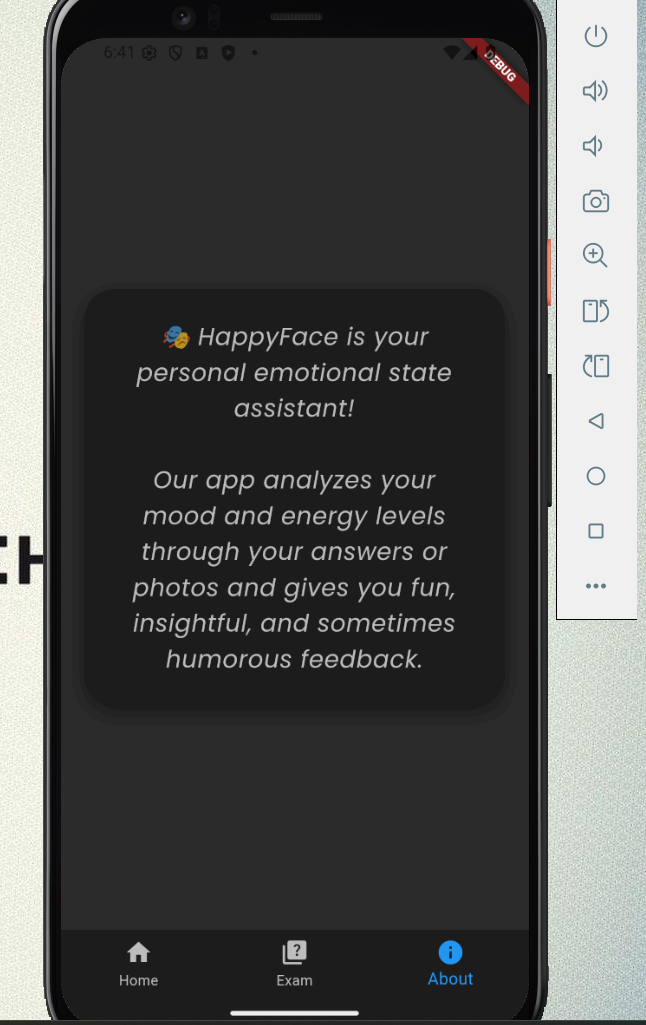 6:41
DEBUG
🎭 HappyFace is your
personal emotional state
assistant!
Our app analyzes your
mood and energy levels
through your answers or
photos and gives you fun,
insightful, and sometimes
humorous feedback.
Home
Exam
About